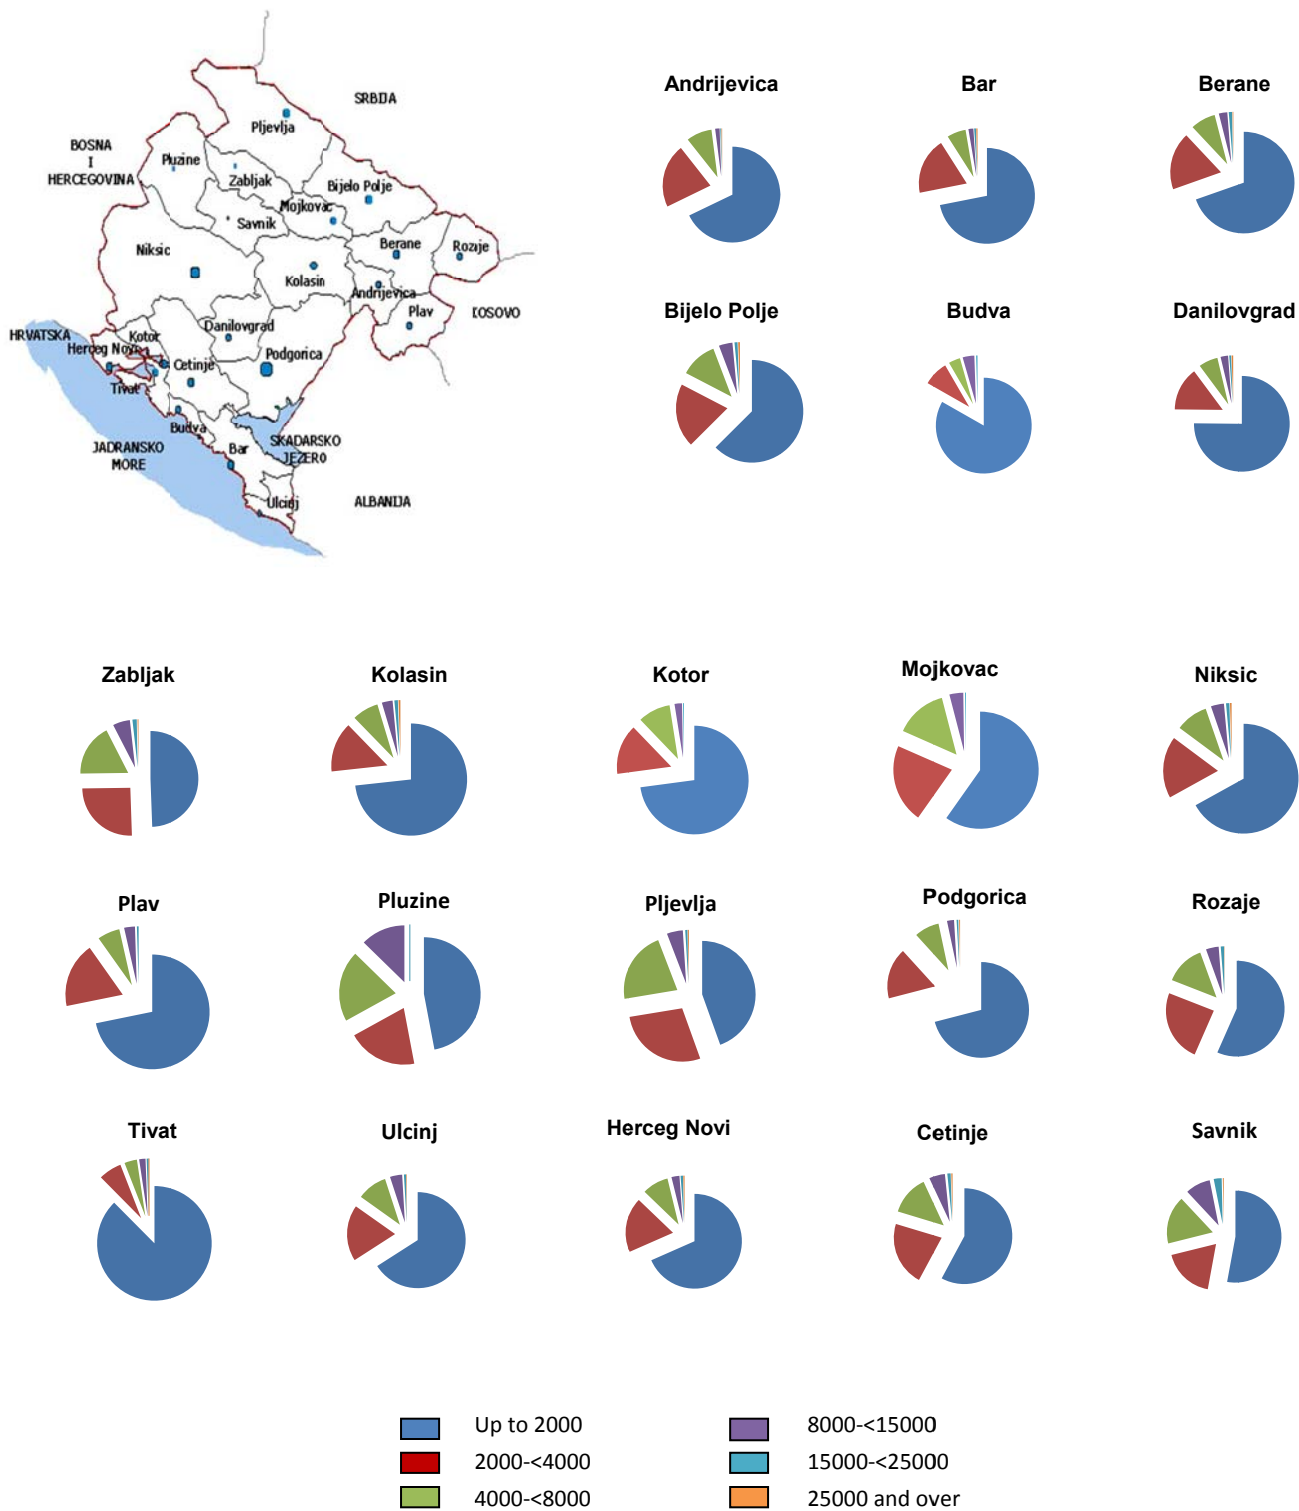 SRBIJA
Pljevlja
BOSNA
I
HERCEGOVINA
Pluzine
Zabljak
Bijelo Polje
Mojkovac
Savnik
Niksic
Berane
Rozije
Kolasin
Andrijevica
Plav
KOSOVO
HRVATSKA
Kotor
Danilovgrad
Herceg Novi
Cetinje
Podgorica
Tivat
Budva
JADRANSKO
MORE
Bar
SKADARSKO
JEZERO
Ulcinj
ALBANIJA
Andrijevica Bar Berane
Bijelo Polje Budva Danilovgrad
Zabljak Kolasin Kotor Mojkovac Niksic
Plav Pluzine Pljevlja Podgorica Rozaje
Tivat Ulcinj Herceg Novi Cetinje Savnik
Up to 2000
2000-<4000
4000-<8000
8000-<15000
15000-<25000
25000 and over